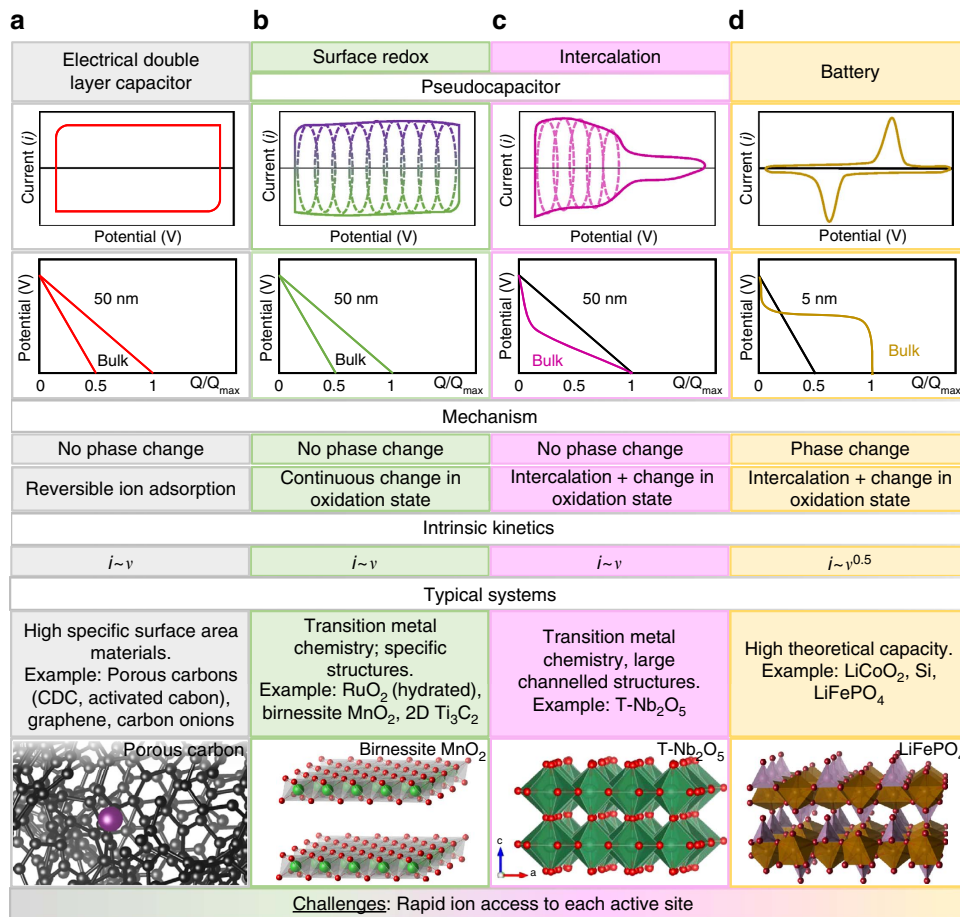 a
b
c
d
Electrical double
layer capacitor
Surface redox
Intercalation
Pseudocapacitor
Battery
Current (i)
Potential (V)
Current (i)
Potential (V)
Current (i)
Potential (V)
Current (i)
Potential (V)
Potential (V)
50 nm
Bulk
0 0.5 1 Q/Qmax
Potential (V)
50 nm
Bulk
0 0.5 1 Q/Qmax
Potential (V)
50 nm
Bulk
0 1 Q/Qmax
Potential (V)
5 nm
Bulk
0 0.5 1 Q/Qmax
Mechanism
No phase change
No phase change
No phase change
Phase change
Reversible ion adsorption
Continuous change in
oxidation state
Intercalation + change in
oxidation state
Intercalation + change in
oxidation state
Intrinsic kinetics
i~v
i~v
i~v
i~v0.5
Typical systems
High specific surface area
materials.
Example: Porous carbons
(CDC, activated cabon),
graphene, carbon onions
Transition metal
chemistry; specific
structures.
Example: RuO2 (hydrated),
birnessite MnO2, 2D Ti3C2
Transition metal
chemistry, large
channelled structures.
Example: T-Nb2O5
High theoretical capacity.
Example: LiCoO2, Si,
LiFePO4
Porous carbon
Birnessite MnO2
T-Nb2O5
c
a
LiFePO4
Challenges: Rapid ion access to each active site